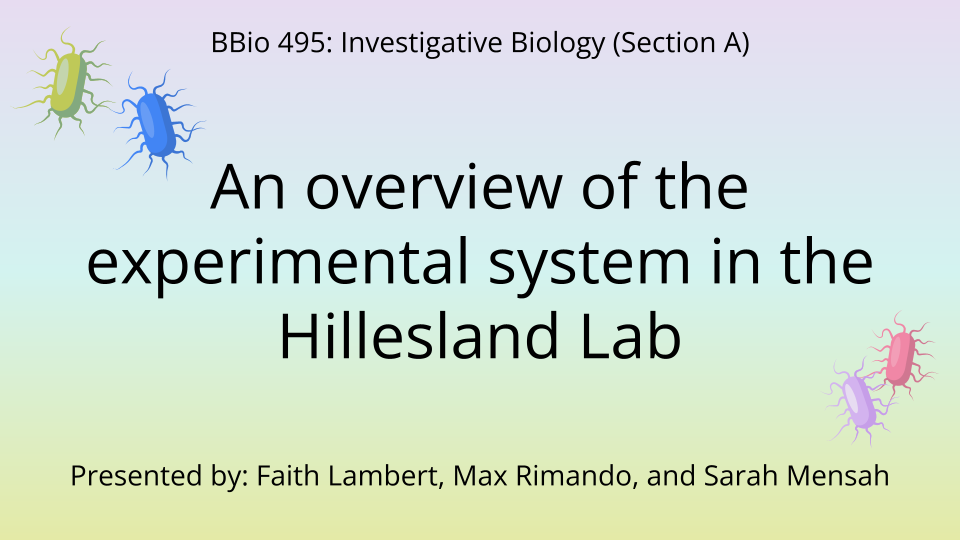 BBio 495: Investigative Biology (Section A)
An overview of the
experimental system in the
Hillesland Lab
Presented by: Faith Lambert, Max Rimando, and Sarah Mensah